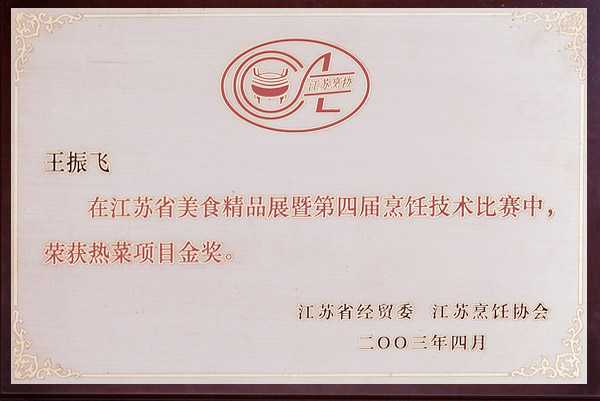 江苏烹协
王振飞
在江苏省美食精品展暨第四届烹饪技术比赛中，
荣获热菜项目金奖。
江苏省经贸委 江苏烹饪协会
二〇〇三年四月